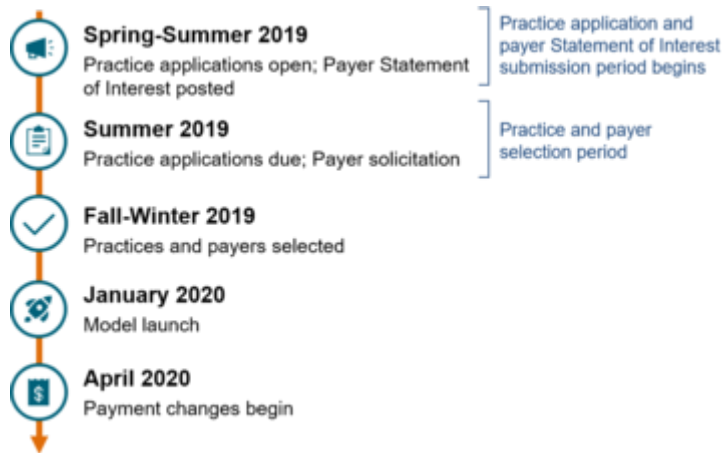 Spring-Summer 2019
Practice applications open; Payer Statement
of Interest posted
Practice application and
payer Statement of Interest
submission period begins
Summer 2019
Practice applications due; Payer solicitation
Practice and payer
selection period
Fall-Winter 2019
Practices and payers selected
January 2020
Model launch
April 2020
$
Payment changes begin